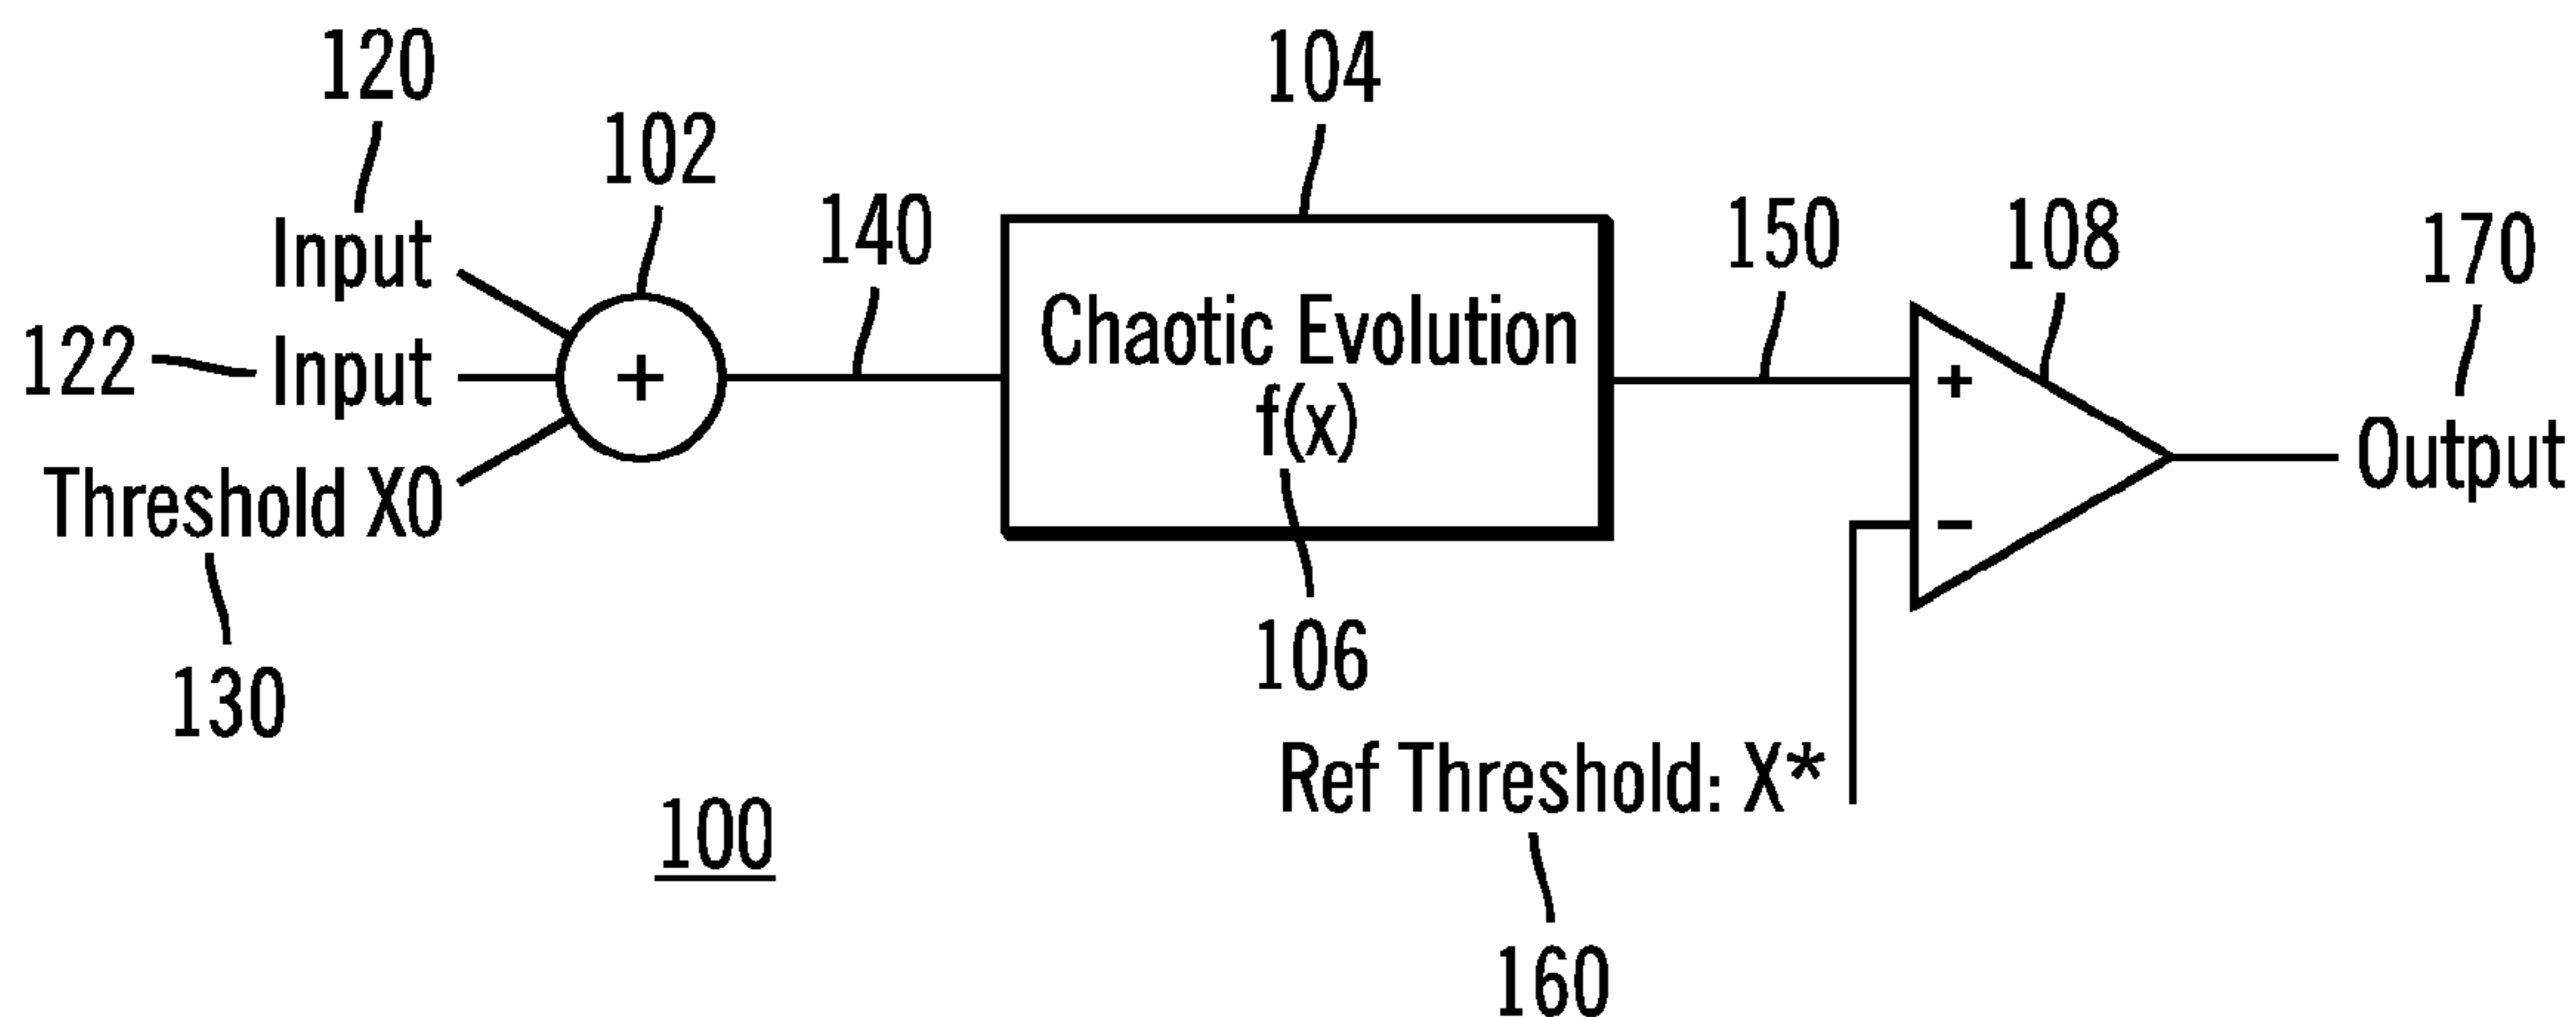 120
102
104
140
150
108
170
Input
122
Input
+
Chaotic Evolution
f(x)
+
−
Output
Threshold X0
130
106
Ref Threshold: X*
100
160